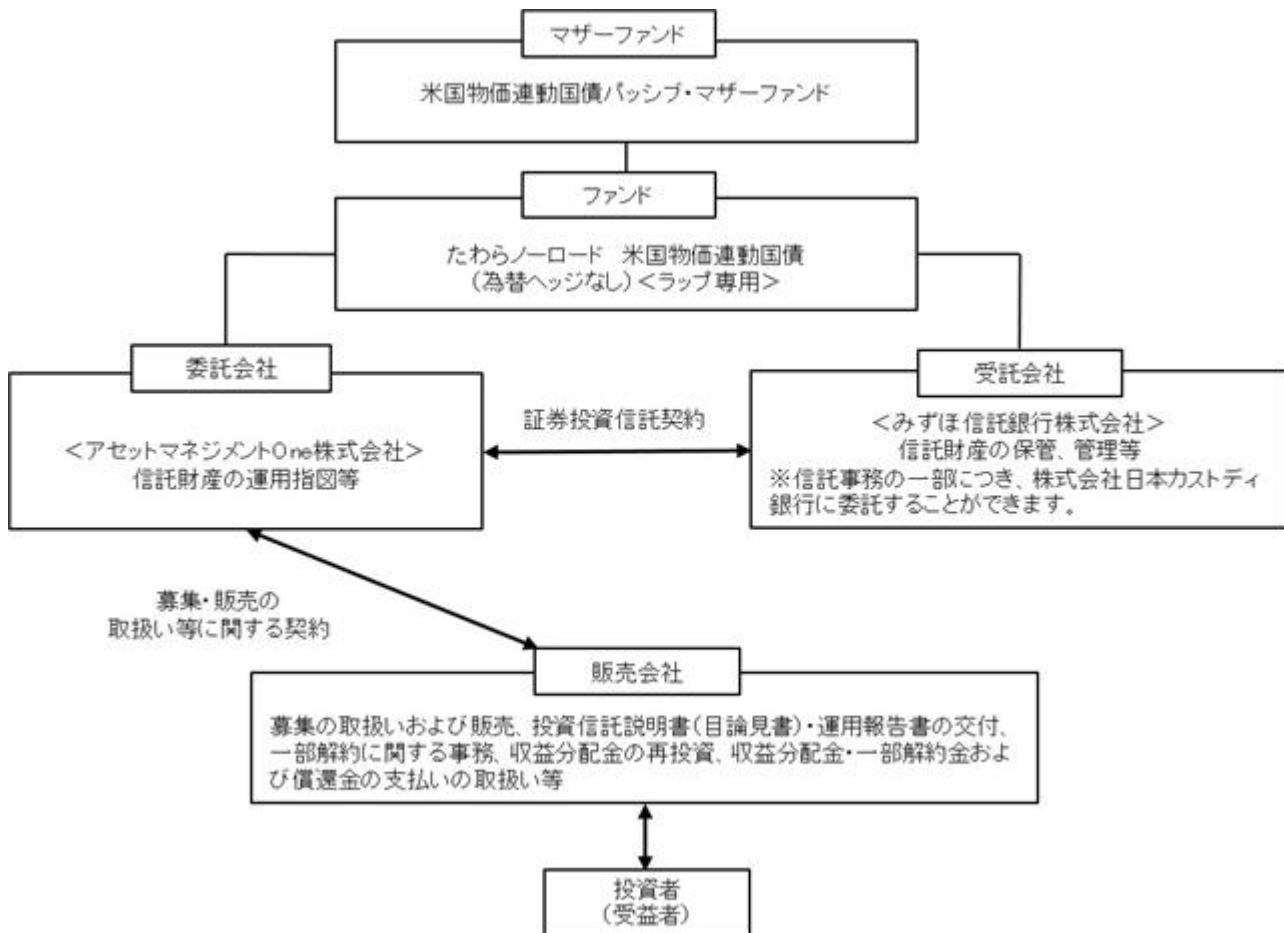 マザーファンド
米国物価連動国債パッシブ・マザーファンド
ファンド
たわらノーロード 米国物価連動国債
(為替ヘッジなし)<ラップ専用>
委託会社
<アセットマネジメントOne株式会社>
信託財産の運用指図等
証券投資信託契約
受託会社
<みずほ信託銀行株式会社>
信託財産の保管、管理等
※信託事務の一部につき、株式会社日本カストディ
銀行に委託することができます。
募集・販売の
取扱い等に関する契約
販売会社
募集の取扱いおよび販売、投資信託説明書(目論見書)・運用報告書の交付、
一部解約に関する事務、収益分配金の再投資、収益分配金・一部解約金およ
び償還金の支払いの取扱い等
投資者
(受益者)